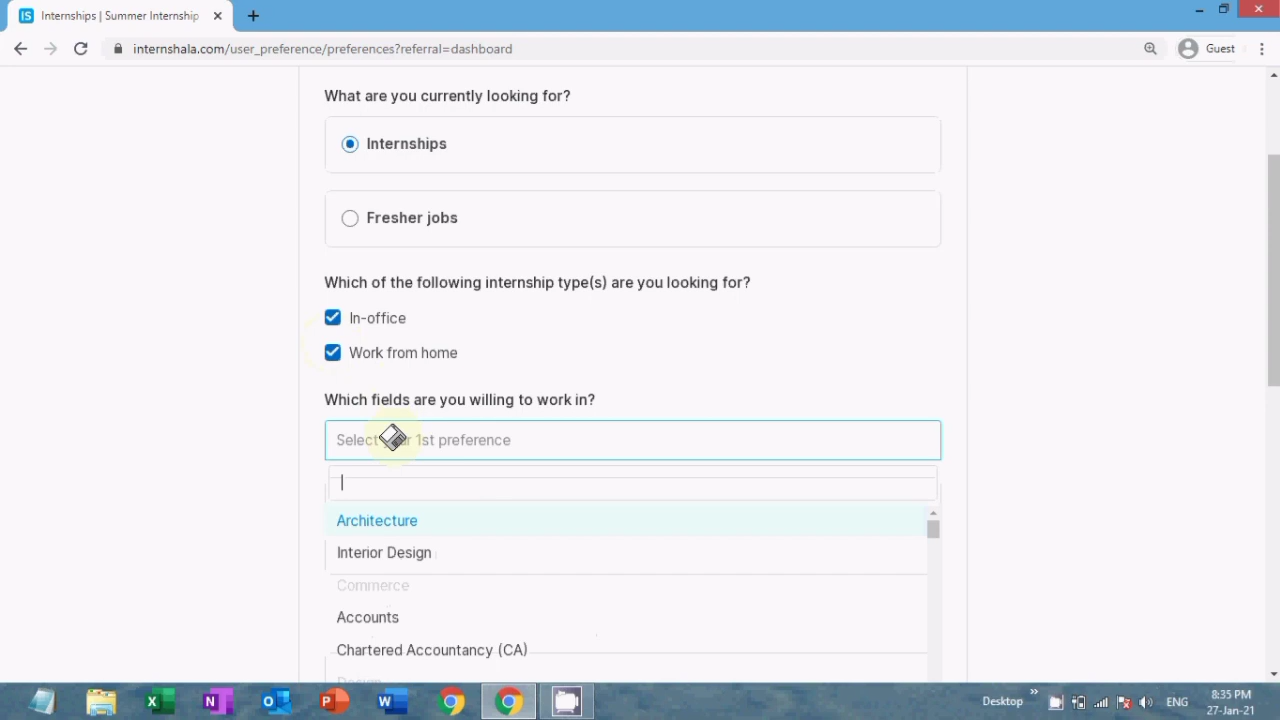 Internships | Summer Internship
internshala.com/user_preference/preferences?referral=dashboard
Guest
What are you currently looking for?
Internships
Fresher jobs
Which of the following internship type(s) are you looking for?
In-office
Work from home
Which fields are you willing to work in?
Select your 1st preference
Architecture
Interior Design
Commerce
Accounts
Chartered Accountancy (CA)
Design
Desktop
ENG
8:35 PM
27-Jan-21